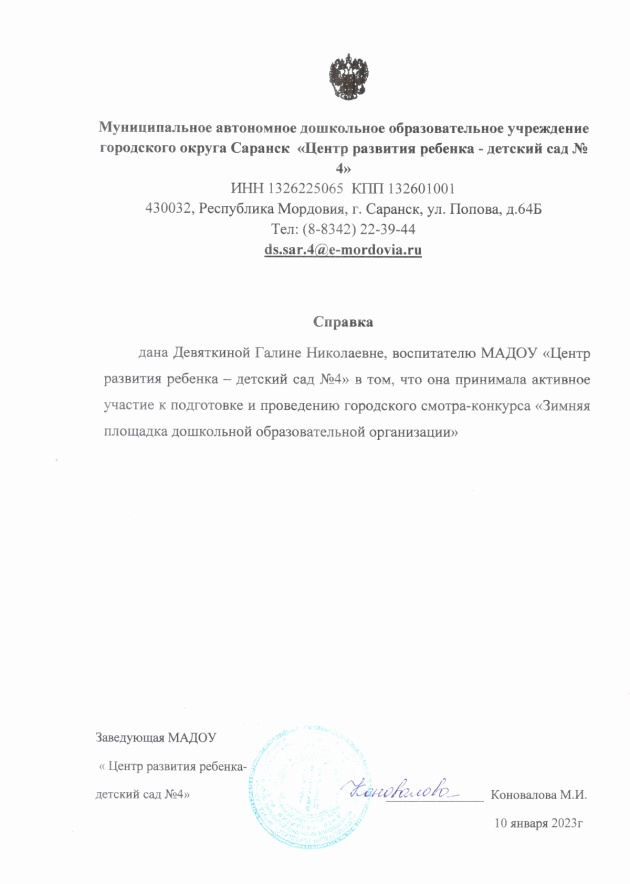 Муниципальное автономное дошкольное образовательное учреждение
городского округа Саранск «Центр развития ребенка - детский сад №
4»
ИНН 1326225065 КПП 132601001
430032, Республика Мордовия, г. Саранск, ул. Попова, д.64Б
Тел: (8-8342) 22-39-44
ds.sar.4@e-mordovia.ru
Справка
дана Девяткиной Галине Николаевне, воспитателю МАДОУ «Центр
развития ребенка – детский сад №4» в том, что она принимала активное
участие к подготовке и проведению городского смотра-конкурса «Зимняя
площадка дошкольной образовательной организации»
Заведующая МАДОУ
« Центр развития ребенка-
детский сад №4» Коновалова Коновалова М.И.
10 января 2023г